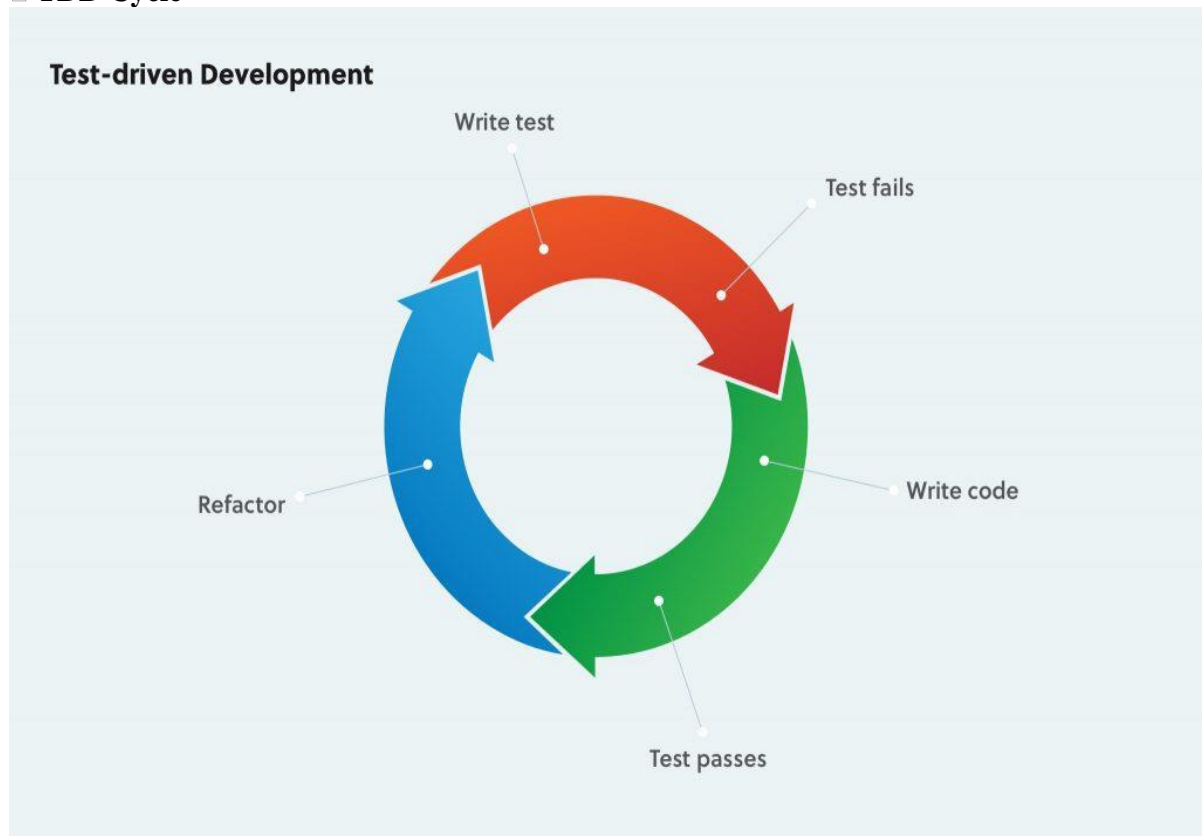 Test-driven Development
Write test
Test fails
Write code
Test passes
Refactor